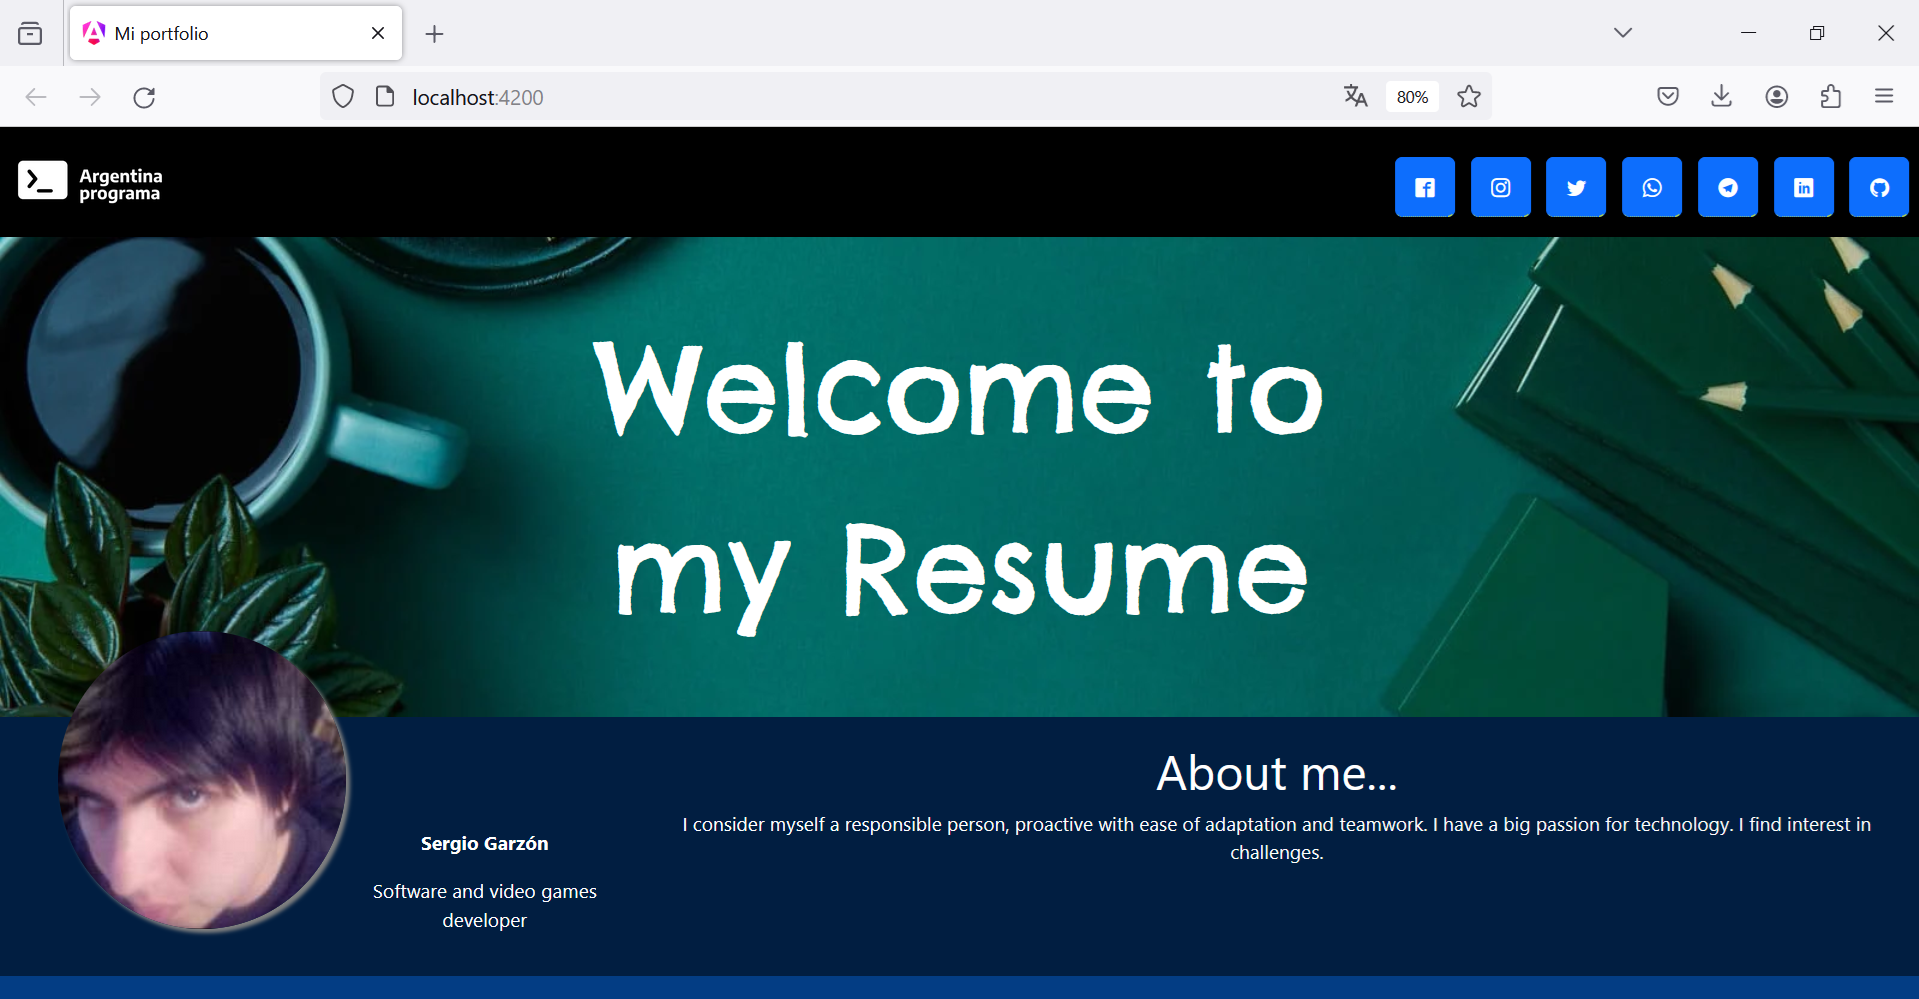 Mi portfolio
localhost:4200
80%
Argentina
programa
Welcome to
my Resume
About me...
I consider myself a responsible person, proactive with ease of adaptation and teamwork. I have a big passion for technology. I find interest in
challenges.
Sergio Garzón
Software and video games
developer